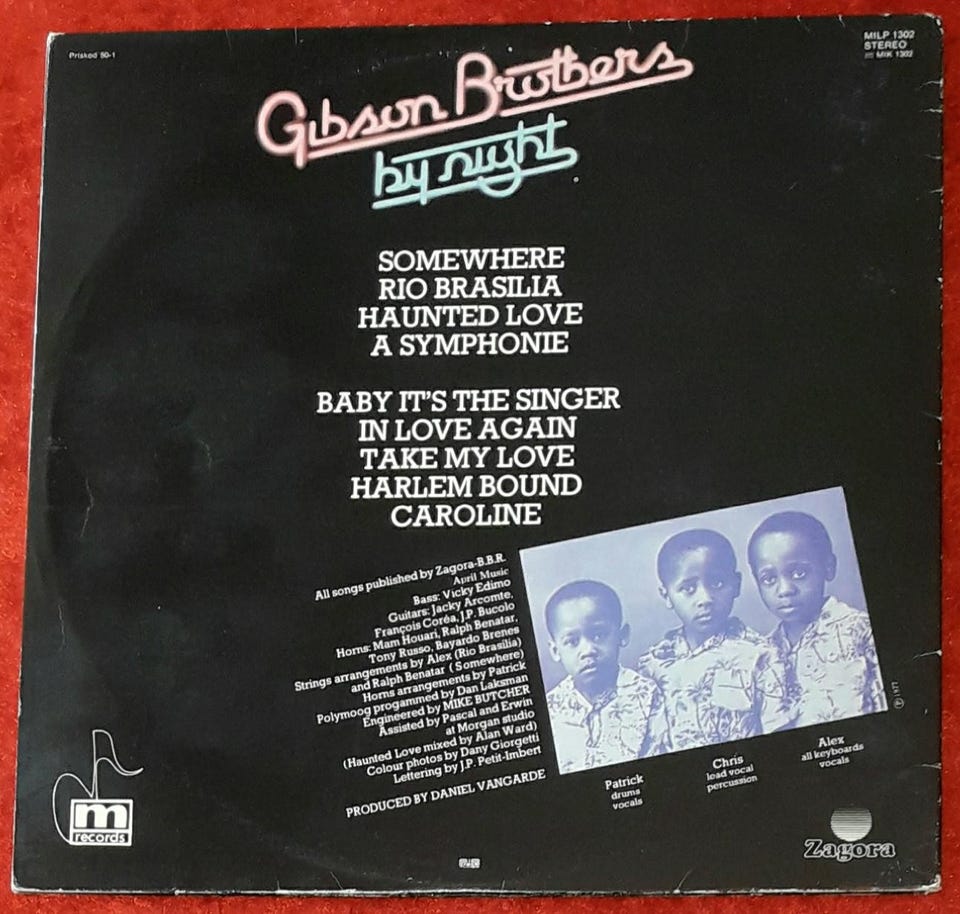 Priskod 50-1
MILP 1302
STEREO
MIK 1302
Gibson Brothers
by night
SOMEWHERE
RIO BRASILIA
HAUNTED LOVE
A SYMPHONIE
BABY IT'S THE SINGER
IN LOVE AGAIN
TAKE MY LOVE
HARLEM BOUND
CAROLINE
All songs published by Zagora-B.B.R.
April Music
Bass: Vicky Edimo
Guitars: Jacky Arconte,
François Coréa, J.P. Bucolo
Horns: Mam Houari, Ralph Benatar,
Tony Russo, Bayardo Brenes
Strings arrangements by Alex (Rio Brasilia)
and Ralph Benatar (Somewhere)
Horns arrangements by Patrick
Polymoog progammed by Dan Laksman
Engineered by MIKE BUTCHER
Assisted by Pascal and Erwin
at Morgan studio
(Haunted Love mixed by Alan Ward)
Colour photos by Dany Giorgetti
Lettering by J.P. Petit-Imbert
PRODUCED BY DANIEL VANGARDE
℗ 1977
Patrick
drums
vocals
Chris
lead vocal
percussion
Alex
all keyboards
vocals
m
records
Zagora